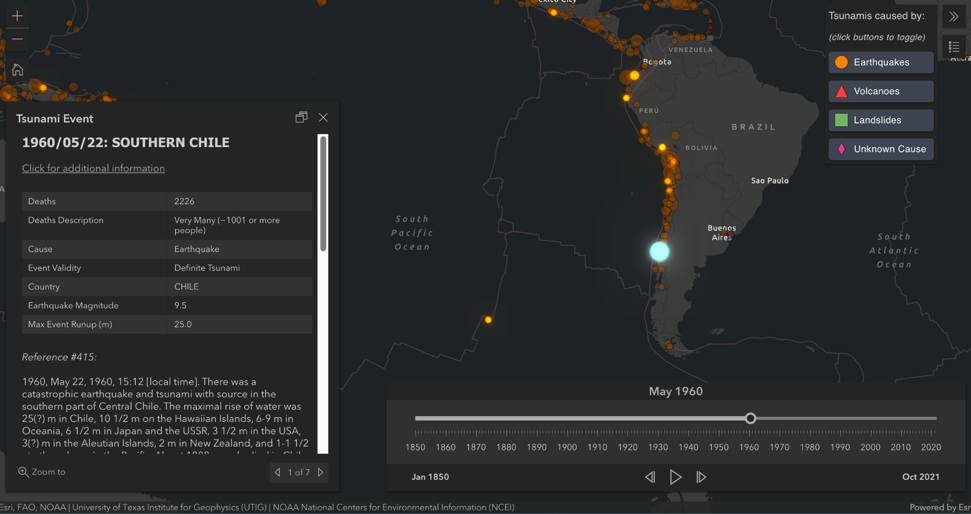 Mexico City
Tsunamis caused by:
(click buttons to toggle)
Earthquakes
Volcanoes
Landslides
Unknown Cause
VENEZUELA
Bogota
PERÚ
BRAZIL
BOLIVIA
Sao Paulo
Buenos
Aires
South
Pacific
Ocean
South
Atlantic
Ocean
Tsunami Event
1960/05/22: SOUTHERN CHILE
Click for additional information
Deaths 2226
Deaths Description Very Many (~1001 or more
people)
Cause Earthquake
Event Validity Definite Tsunami
Country CHILE
Earthquake Magnitude 9.5
Max Event Runup (m) 25.0
Reference #415:
1960, May 22, 1960, 15:12 [local time]. There was a
catastrophic earthquake and tsunami with source in the
southern part of Central Chile. The maximal rise of water was
25(?) m in Chile, 10 1/2 m on the Hawaiian Islands, 6-9 m in
Oceania, 6 1/2 m in Japan and the USSR, 3 1/2 m in the USA,
3(?) m in the Aleutian Islands, 2 m in New Zealand, and 1-1 1/2
Zoom to
1 of 7
May 1960
1850 1860 1870 1880 1890 1900 1910 1920 1930 1940 1950 1960 1970 1980 1990 2000 2010 2020
Jan 1850
Oct 2021
Esri, FAO, NOAA | University of Texas Institute for Geophysics (UTIG) | NOAA National Centers for Environmental Information (NCEI)
Powered by Esri